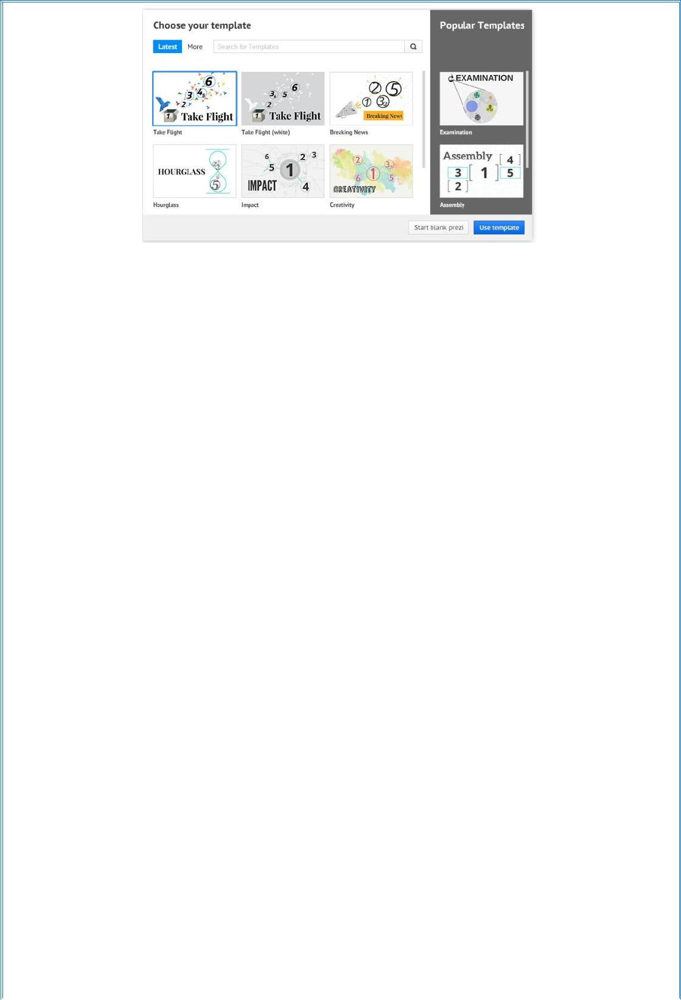 Choose your template
Popular Templates
Latest More Search for Templates
6
3 4 5
2
1 Take Flight
6
3 4 5
2
1 Take Flight
2 5
1 3
Breaking News
EXAMINATION
9
Take Flight
Take Flight (white)
Breaking News
Examination
HOURGLASS
5
6 2 3
5 1
IMPACT 4
2 3
1
6 5
CREATIVITY
Assembly [ 4 ]
3 [ 1 ] 5
[ 2 ]
Hourglass
Impact
Creativity
Assembly
Start blank prezi Use template